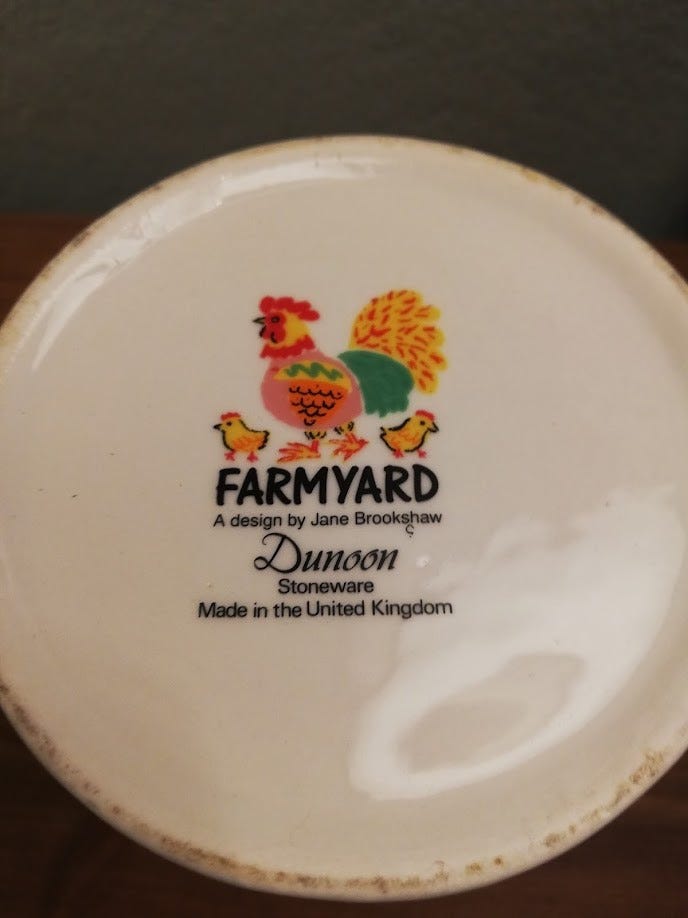 FARMYARD
A design by Jane Brookshaw
Dunoon
Stoneware
Made in the United Kingdom